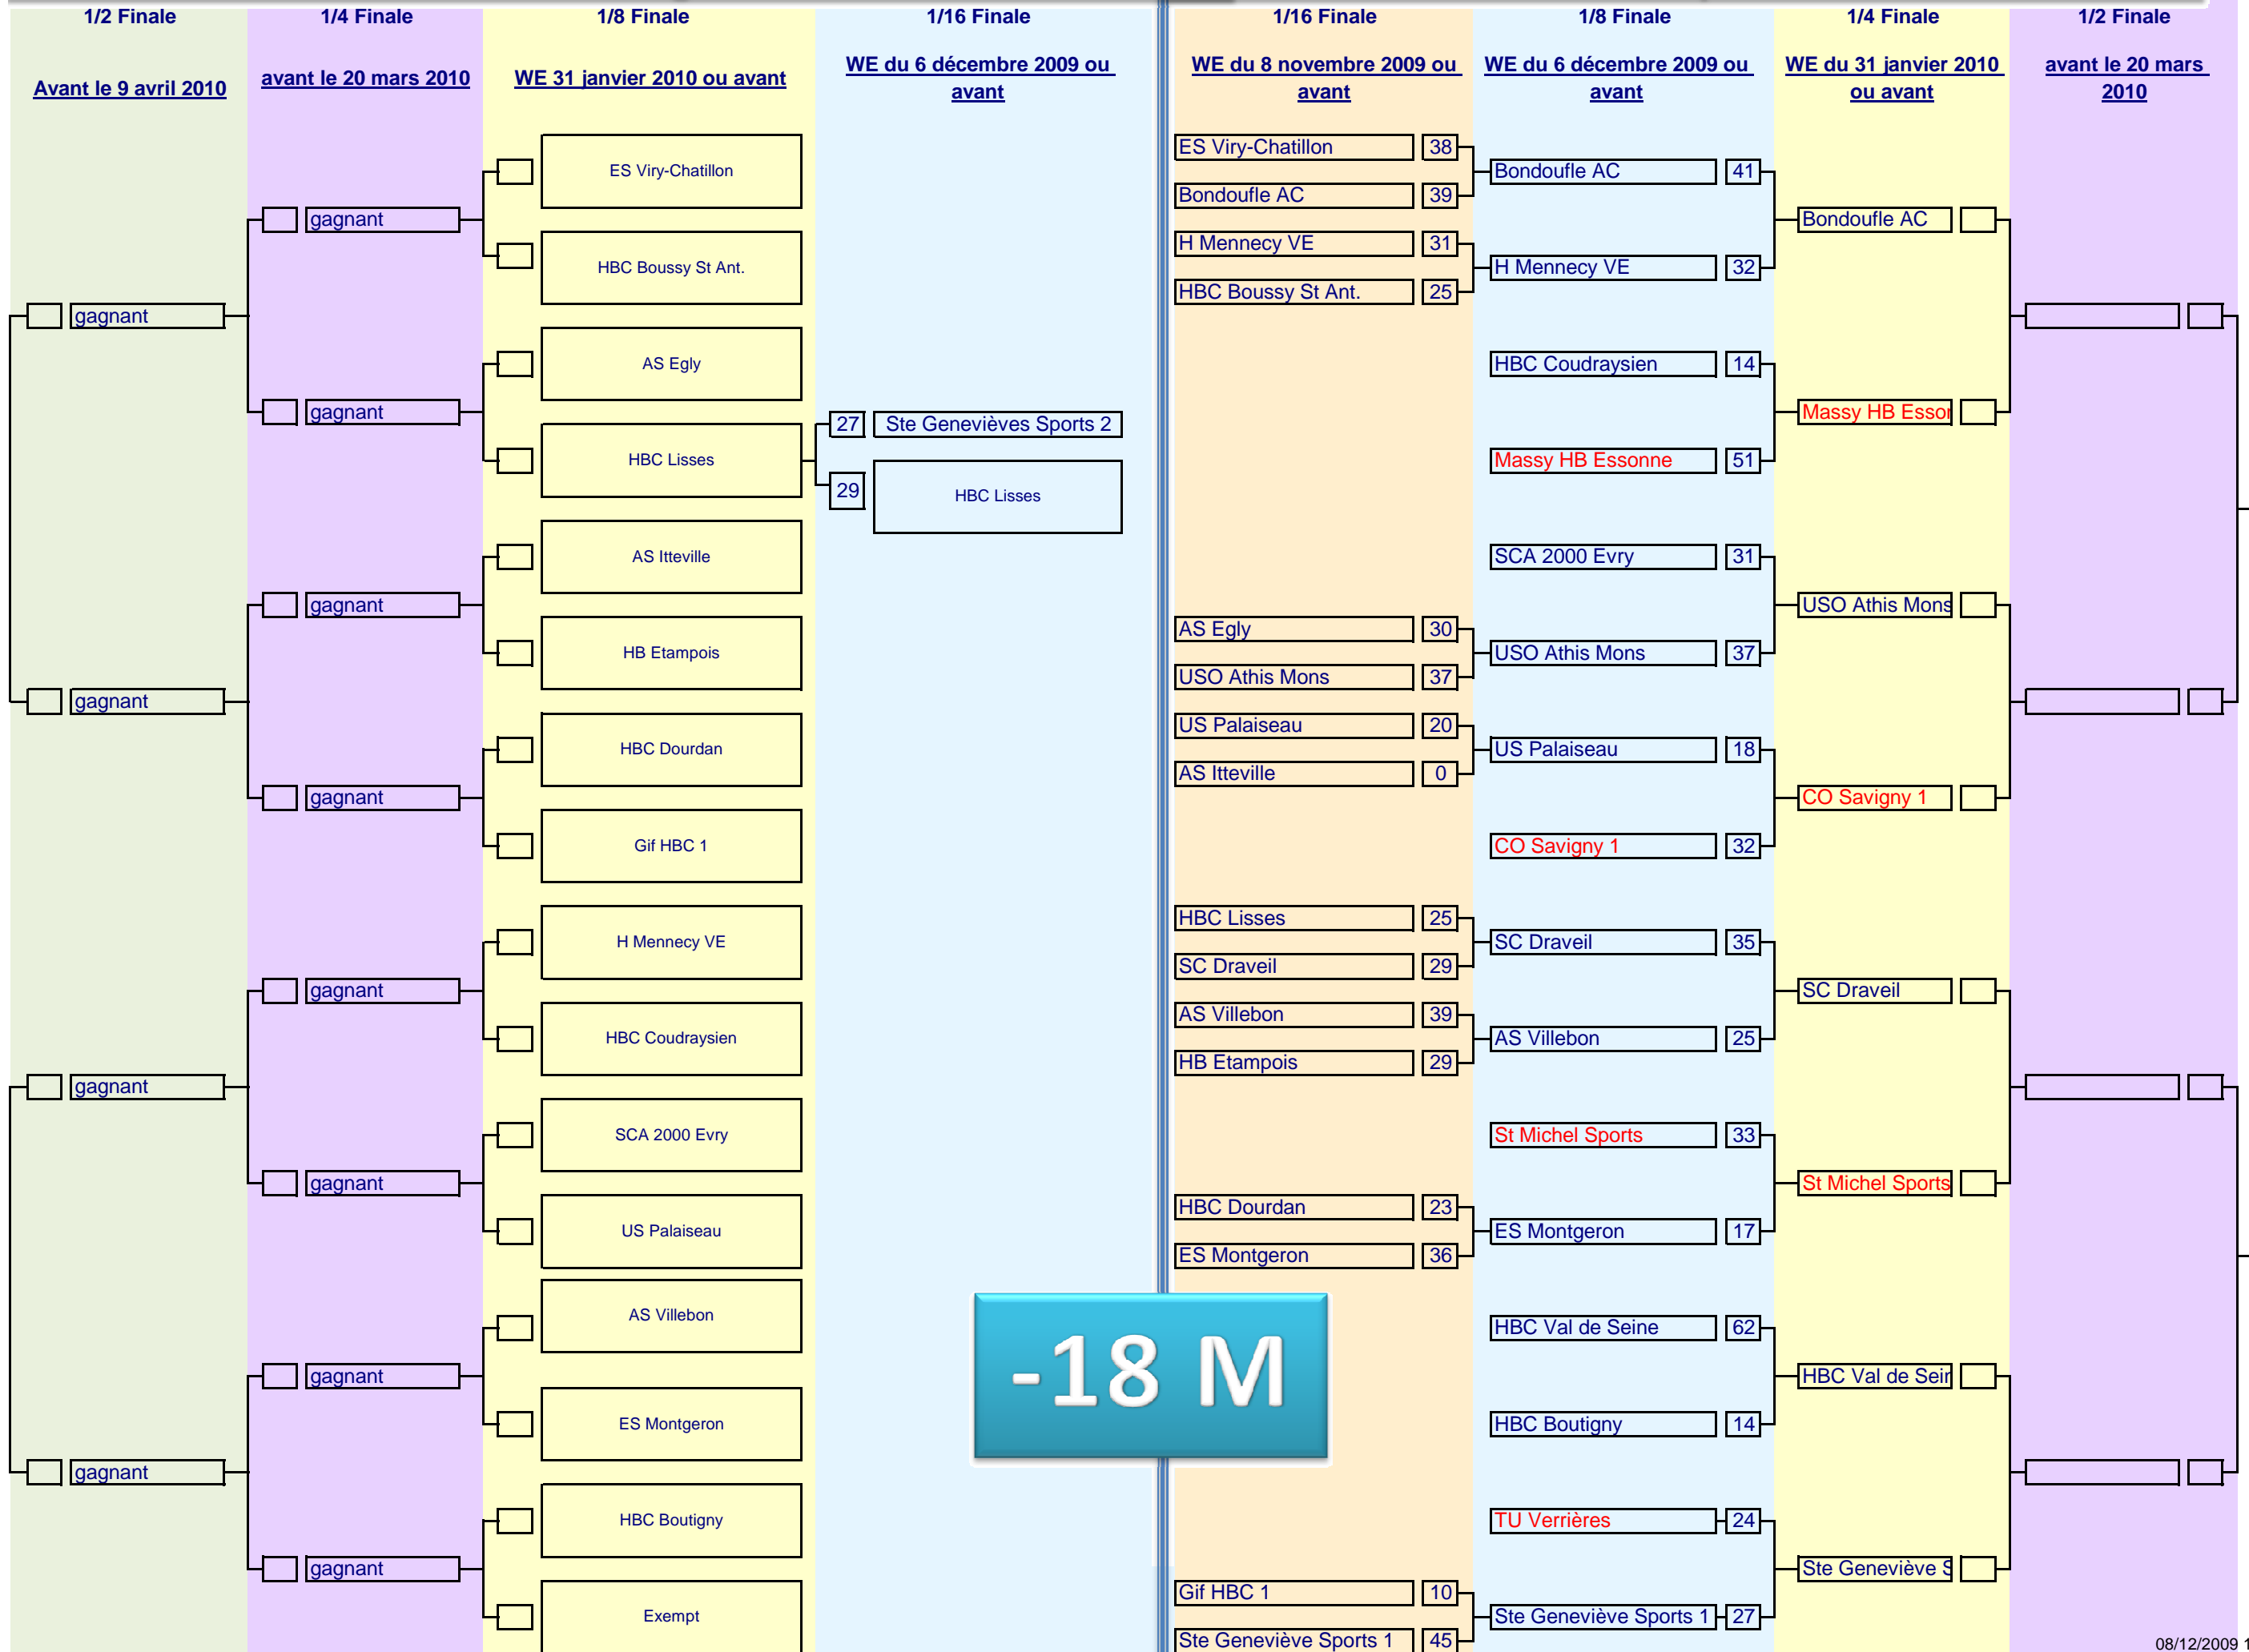 1/2 Finale
1/4 Finale
1/8 Finale
1/16 Finale
1/16 Finale
1/8 Finale
1/4 Finale
1/2 Finale
Avant le 9 avril 2010
avant le 20 mars 2010
WE 31 janvier 2010 ou avant
WE du 6 décembre 2009 ou
avant
WE du 8 novembre 2009 ou
avant
WE du 6 décembre 2009 ou
avant
WE du 31 janvier 2010
ou avant
avant le 20 mars
2010
gagnant
gagnant
gagnant
gagnant
gagnant
gagnant
gagnant
gagnant
gagnant
gagnant
gagnant
gagnant
ES Viry-Chatillon
HBC Boussy St Ant.
AS Egly
HBC Lisses
AS Itteville
HB Etampois
HBC Dourdan
Gif HBC 1
H Mennecy VE
HBC Coudraysien
SCA 2000 Evry
US Palaiseau
AS Villebon
ES Montgeron
HBC Boutigny
Exempt
27 Ste Genevièves Sports 2
29 HBC Lisses
-18 M
ES Viry-Chatillon 38
Bondoufle AC 39
H Mennecy VE 31
HBC Boussy St Ant. 25
AS Egly 30
USO Athis Mons 37
US Palaiseau 20
AS Itteville 0
HBC Lisses 25
SC Draveil 29
AS Villebon 39
HB Etampois 29
HBC Dourdan 23
ES Montgeron 36
Gif HBC 1 10
Ste Geneviève Sports 1 45
Bondoufle AC 41
H Mennecy VE 32
HBC Coudraysien 14
Massy HB Essonne 51
SCA 2000 Evry 31
USO Athis Mons 37
US Palaiseau 18
CO Savigny 1 32
SC Draveil 35
AS Villebon 25
St Michel Sports 33
ES Montgeron 17
HBC Val de Seine 62
HBC Boutigny 14
TU Verrières 24
Ste Geneviève Sports 1 27
Bondoufle AC
Massy HB Essor
USO Athis Mons
CO Savigny 1
SC Draveil
St Michel Sports
HBC Val de Seir
Ste Geneviève S
08/12/2009 1